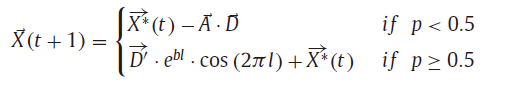 X⃗(t + 1) = { X⃗*(t) − A⃗ · D⃗ if p < 0.5
D⃗′ · e^{bl} · cos (2πl) + X⃗*(t) if p ≥ 0.5